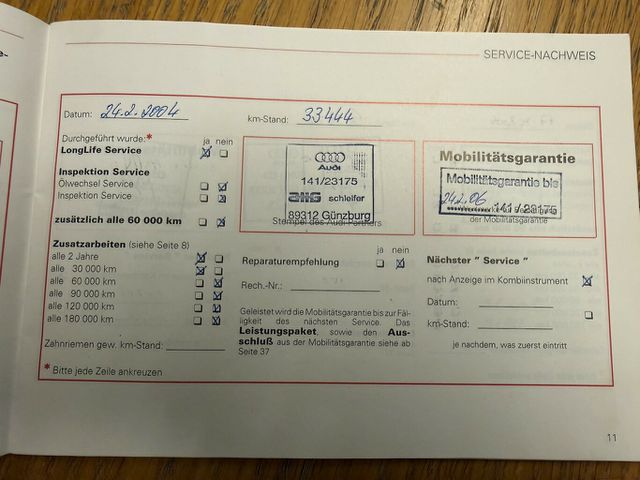 SERVICE-NACHWEIS
Datum: 24.2.2004
km-Stand: 33444
Durchgeführt wurde:* ja nein
LongLife Service
Inspektion Service
Ölwechsel Service
Inspektion Service
zusätzlich alle 60 000 km
Zusatzarbeiten (siehe Seite 8)
alle 2 Jahre
alle 30 000 km
alle 60 000 km
alle 90 000 km
alle 120 000 km
alle 180 000 km
Zahnriemen gew. km-Stand:
* Bitte jede Zeile ankreuzen
Audi
141/23175
AHG schleifer
89312 Günzburg
Stempel des Audi Partners
ja nein
Reparaturempfehlung
Rech.-Nr.:
Geleistet wird die Mobilitätsgarantie bis zur Fäl-
ligkeit des nächsten Service. Das
Leistungspaket, sowie den Aus-
schluß aus der Mobilitätsgarantie siehe ab
Seite 37
Mobilitätsgarantie
Mobilitätsgarantie bis
24.2.06
141/23175
der Mobilitätsgarantie
Nächster " Service "
nach Anzeige im Kombiinstrument
Datum:
km-Stand:
je nachdem, was zuerst eintritt
11